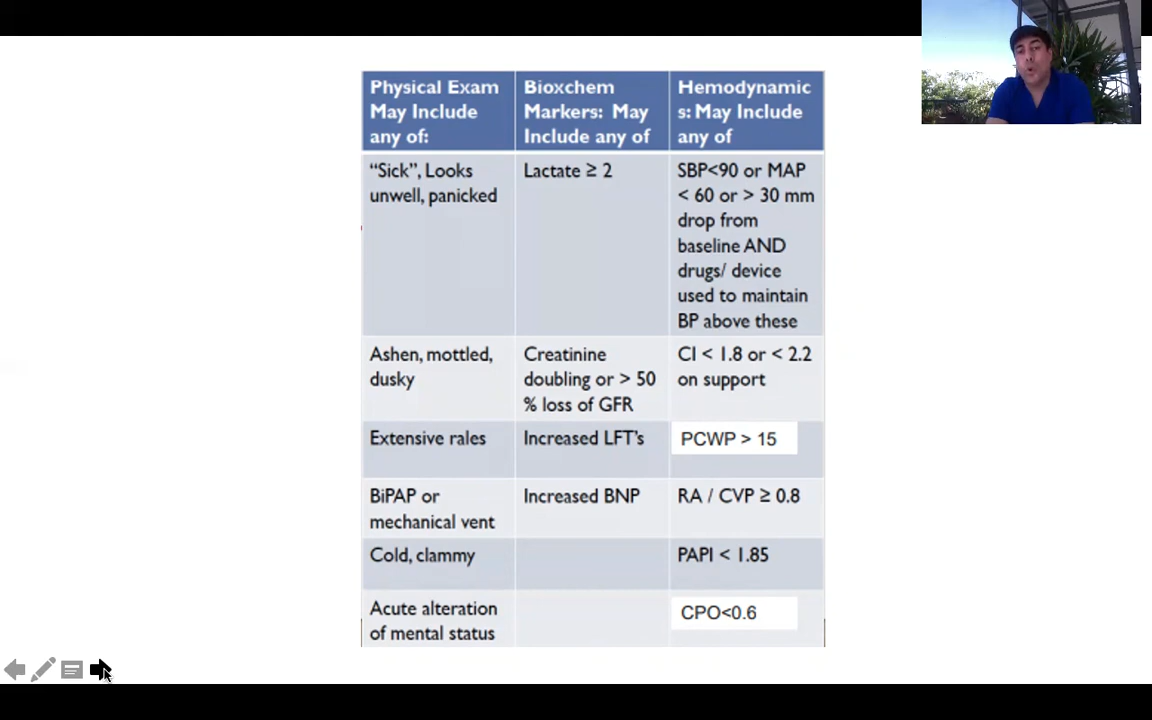 Physical Exam
May Include
any of:
Bioxchem
Markers: May
Include any of
Hemodynamic
s: May Include
any of
“Sick”, Looks
unwell, panicked
Lactate ≥ 2
SBP<90 or MAP
< 60 or > 30 mm
drop from
baseline AND
drugs/ device
used to maintain
BP above these
Ashen, mottled,
dusky
Creatinine
doubling or > 50
% loss of GFR
CI < 1.8 or < 2.2
on support
Extensive rales
Increased LFT’s
PCWP > 15
BiPAP or
mechanical vent
Increased BNP
RA / CVP ≥ 0.8
Cold, clammy
PAPI < 1.85
Acute alteration
of mental status
CPO<0.6